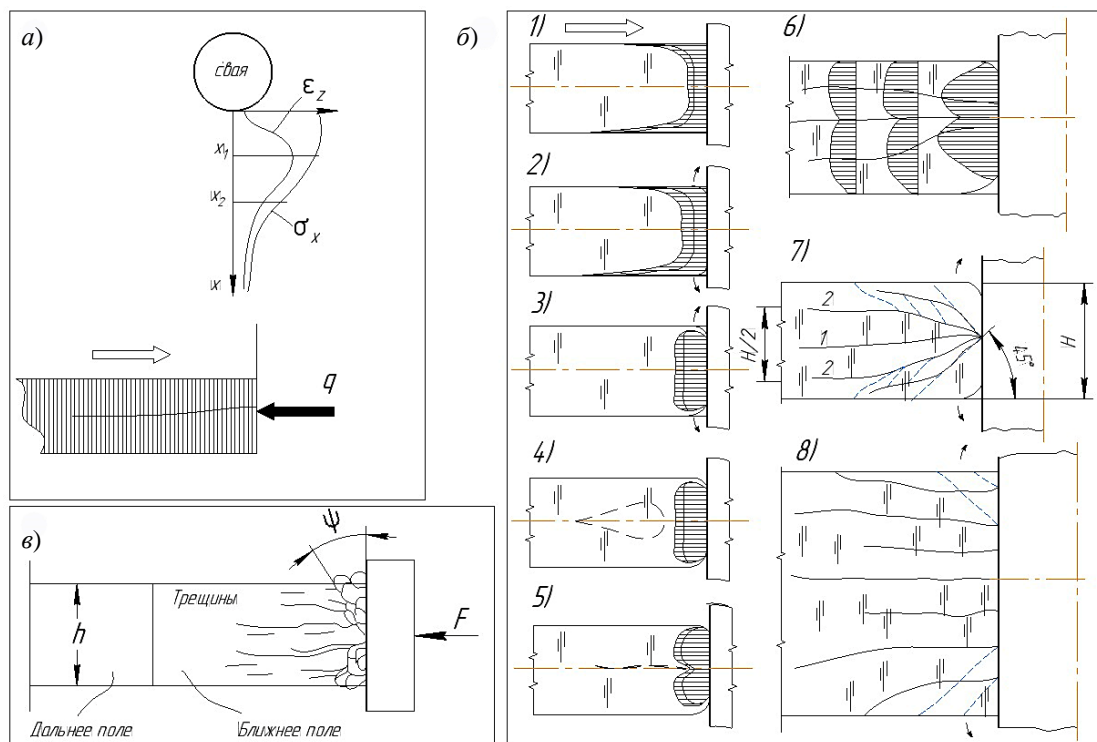 а)
свая
ε_z
x_1
x_2
σ_x
x
q
б)
1)
2)
3)
4)
5)
6)
7)
2
1
2
H/2
45°
H
8)
в)
ψ
Трещины
h
F
Дальнее поле
Ближнее поле